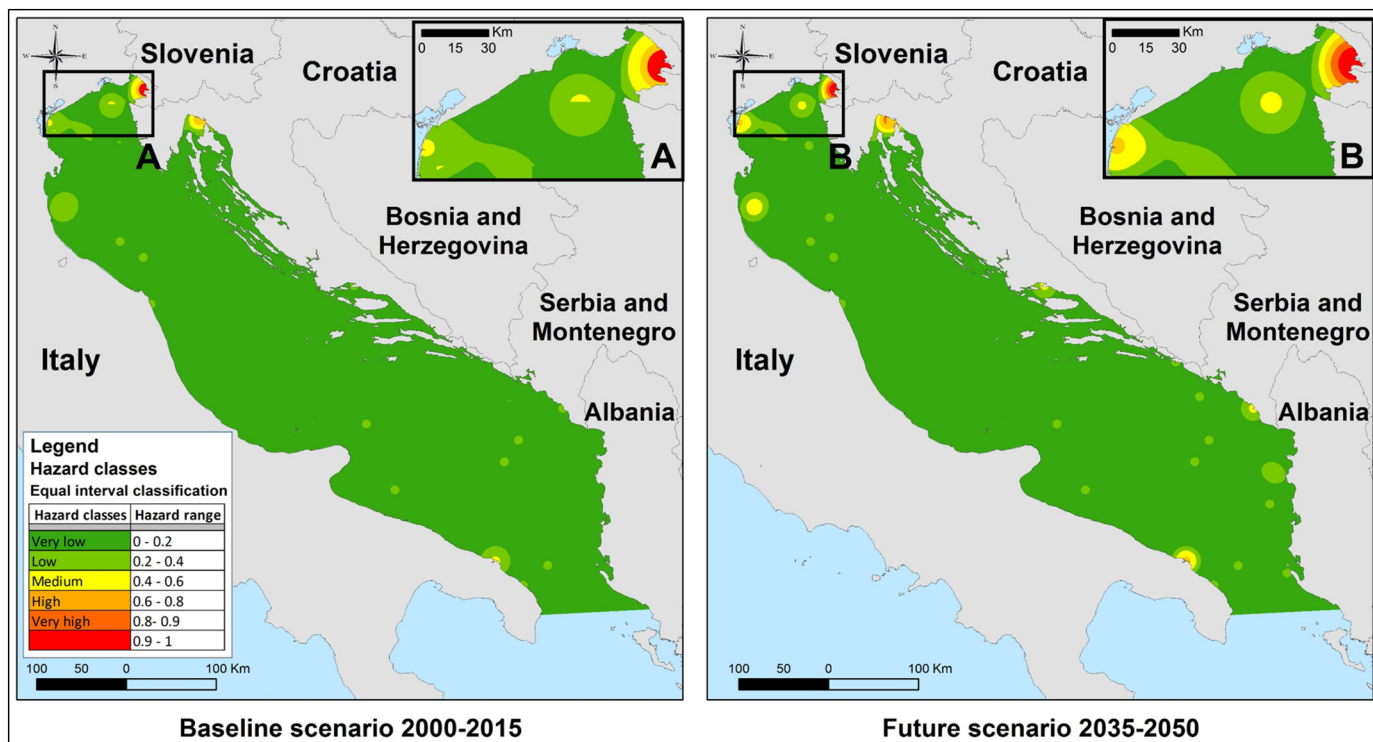 N
W
E
S
Slovenia
Croatia
Bosnia and
Herzegovina
Serbia and
Montenegro
Albania
Italy
A
Km
0 15 30
A
Legend
Hazard classes
Equal interval classification
Hazard classes Hazard range
Very low 0 - 0.2
Low 0.2 - 0.4
Medium 0.4 - 0.6
High 0.6 - 0.8
Very high 0.8- 0.9
0.9 - 1
100 50 0 100 Km
Baseline scenario 2000-2015
N
W
E
S
Slovenia
Croatia
Bosnia and
Herzegovina
Serbia and
Montenegro
Albania
Italy
B
Km
0 15 30
B
100 50 0 100 Km
Future scenario 2035-2050